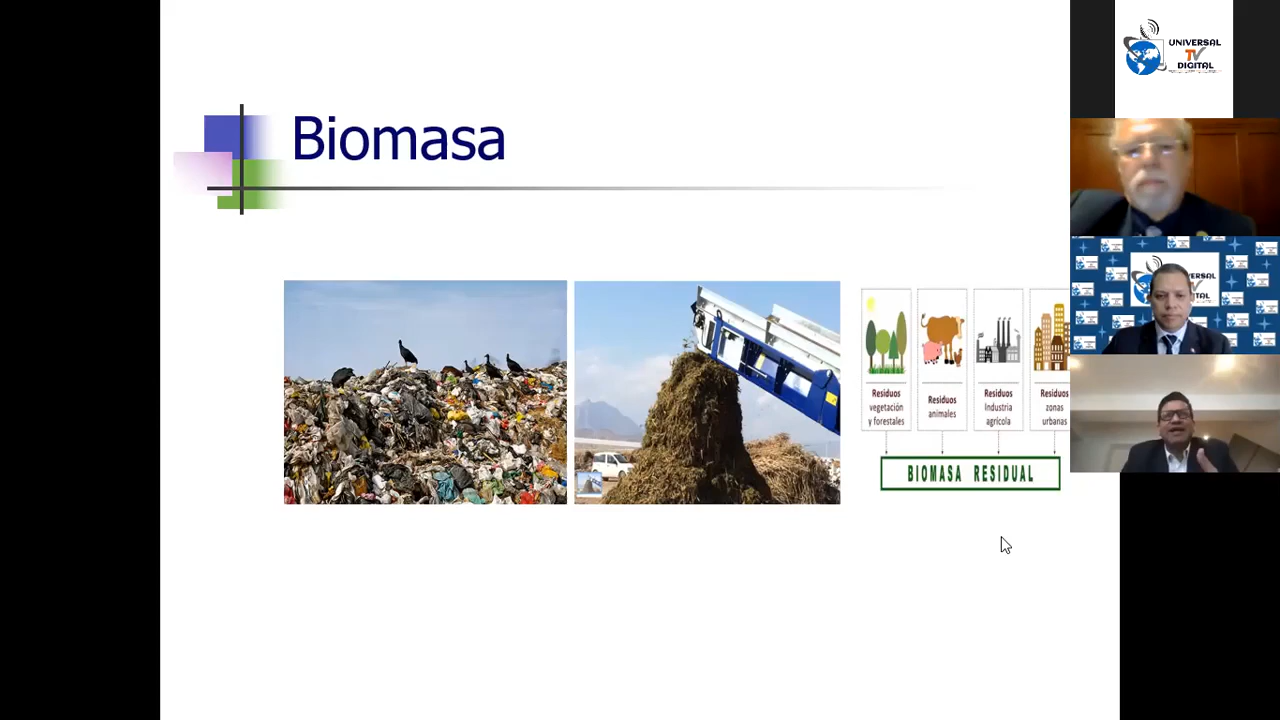 Biomasa
Residuos
vegetación
y forestales
Residuos
animales
Residuos
Industria
agrícola
Residuos
zonas
urbanas
BIOMASA RESIDUAL
UNIVERSAL
TV
DIGITAL